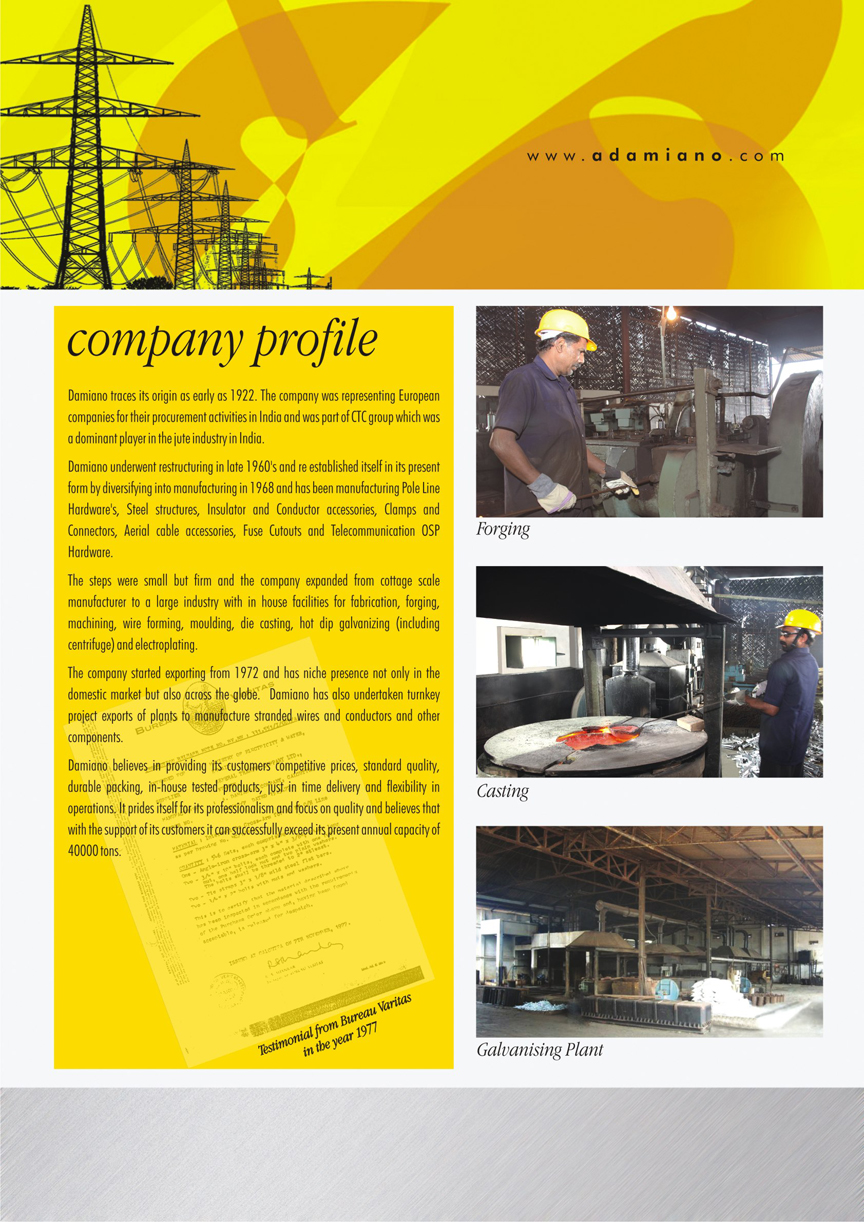 www.adamiano.com
company profile
Damiano traces its origin as early as 1922. The company was representing European
companies for their procurement activities in India and was part of CTC group which was
a dominant player in the jute industry in India.
Damiano underwent restructuring in late 1960's and re established itself in its present
form by diversifying into manufacturing in 1968 and has been manufacturing Pole Line
Hardware's, Steel structures, Insulator and Conductor accessories, Clamps and
Connectors, Aerial cable accessories, Fuse Cutouts and Telecommunication OSP
Hardware.
The steps were small but firm and the company expanded from cottage scale
manufacturer to a large industry with in house facilities for fabrication, forging,
machining, wire forming, moulding, die casting, hot dip galvanizing (including
centrifuge) and electroplating.
The company started exporting from 1972 and has niche presence not only in the
domestic market but also across the globe. Damiano has also undertaken turnkey
project exports of plants to manufacture stranded wires and conductors and other
components.
Damiano believes in providing its customers competitive prices, standard quality,
durable packing, in-house tested products, just in time delivery and flexibility in
operations. It prides itself for its professionalism and focus on quality and believes that
with the support of its customers it can successfully exceed its present annual capacity of
40000 tons.
Testimonial from Bureau Varitas
in the year 1977
Forging
Casting
Galvanising Plant